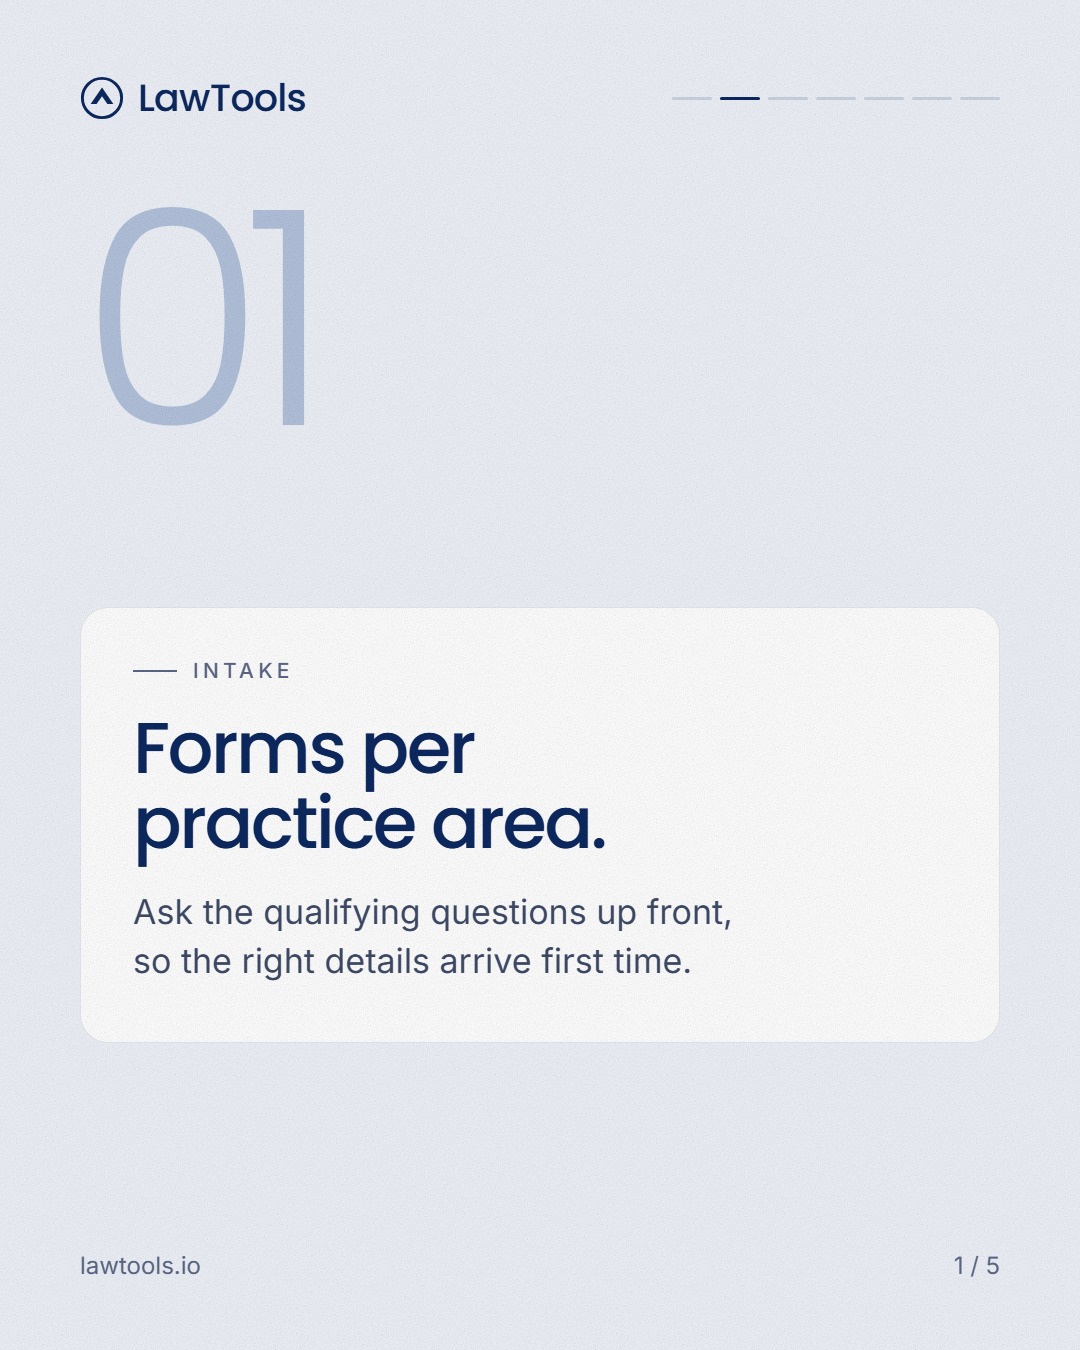 LawTools
01
INTAKE
Forms per
practice area.
Ask the qualifying questions up front,
so the right details arrive first time.
lawtools.io
1 / 5